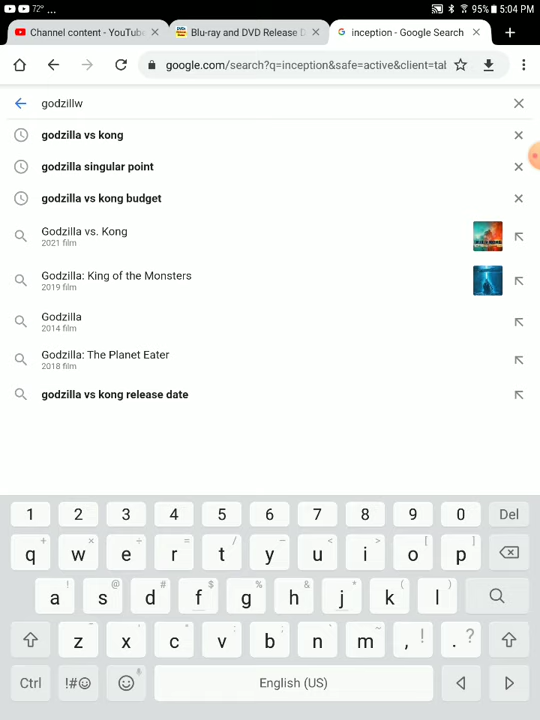 72° ... 95% 5:04 PM
Channel content - YouTube Blu-ray and DVD Release D inception - Google Search
google.com/search?q=inception&safe=active&client=tal
godzillw
godzilla vs kong
godzilla singular point
godzilla vs kong budget
Godzilla vs. Kong
2021 film
Godzilla: King of the Monsters
2019 film
Godzilla
2014 film
Godzilla: The Planet Eater
2018 film
godzilla vs kong release date
1 2 3 4 5 6 7 8 9 0 Del
+ × ÷ = / _ < > [ ]
q w e r t y u i o p
! @ # $ % ^ & * ( )
a s d f g h j k l
- ' " : ; , ?
z x c v b n m , ! . ?
Ctrl !#☺ English (US)